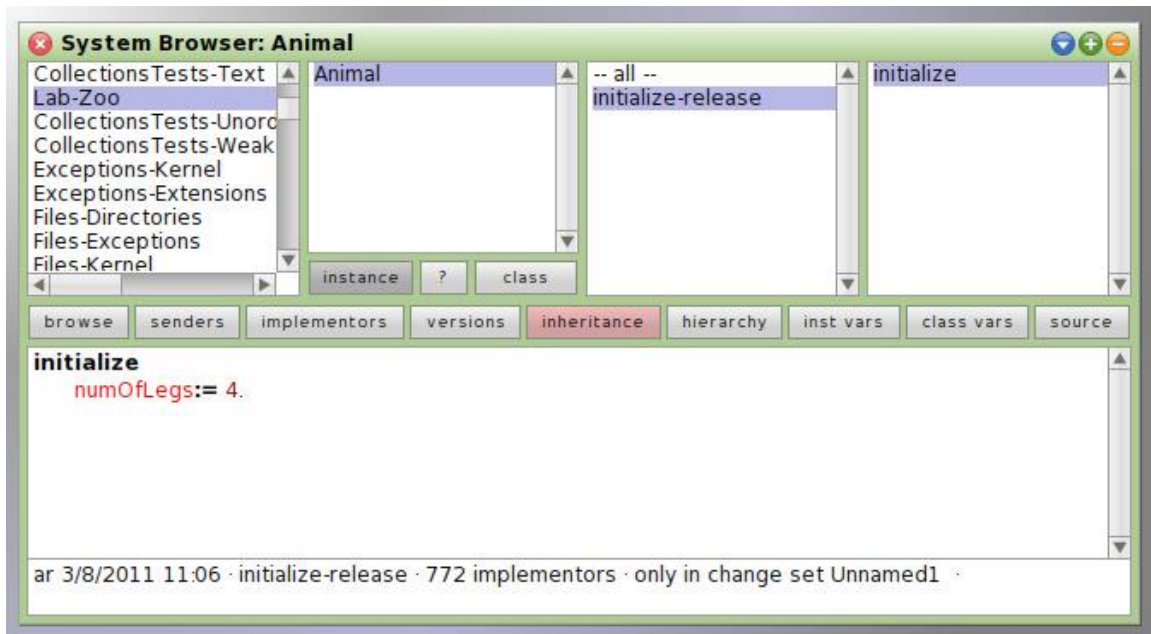 System Browser: Animal
CollectionsTests-Text
Lab-Zoo
CollectionsTests-Unord
CollectionsTests-Weak
Exceptions-Kernel
Exceptions-Extensions
Files-Directories
Files-Exceptions
Files-Kernel
Animal
instance ? class
-- all --
initialize-release
initialize
browse senders implementors versions inheritance hierarchy inst vars class vars source
initialize
numOfLegs:= 4.
ar 3/8/2011 11:06 · initialize-release · 772 implementors · only in change set Unnamed1 ·